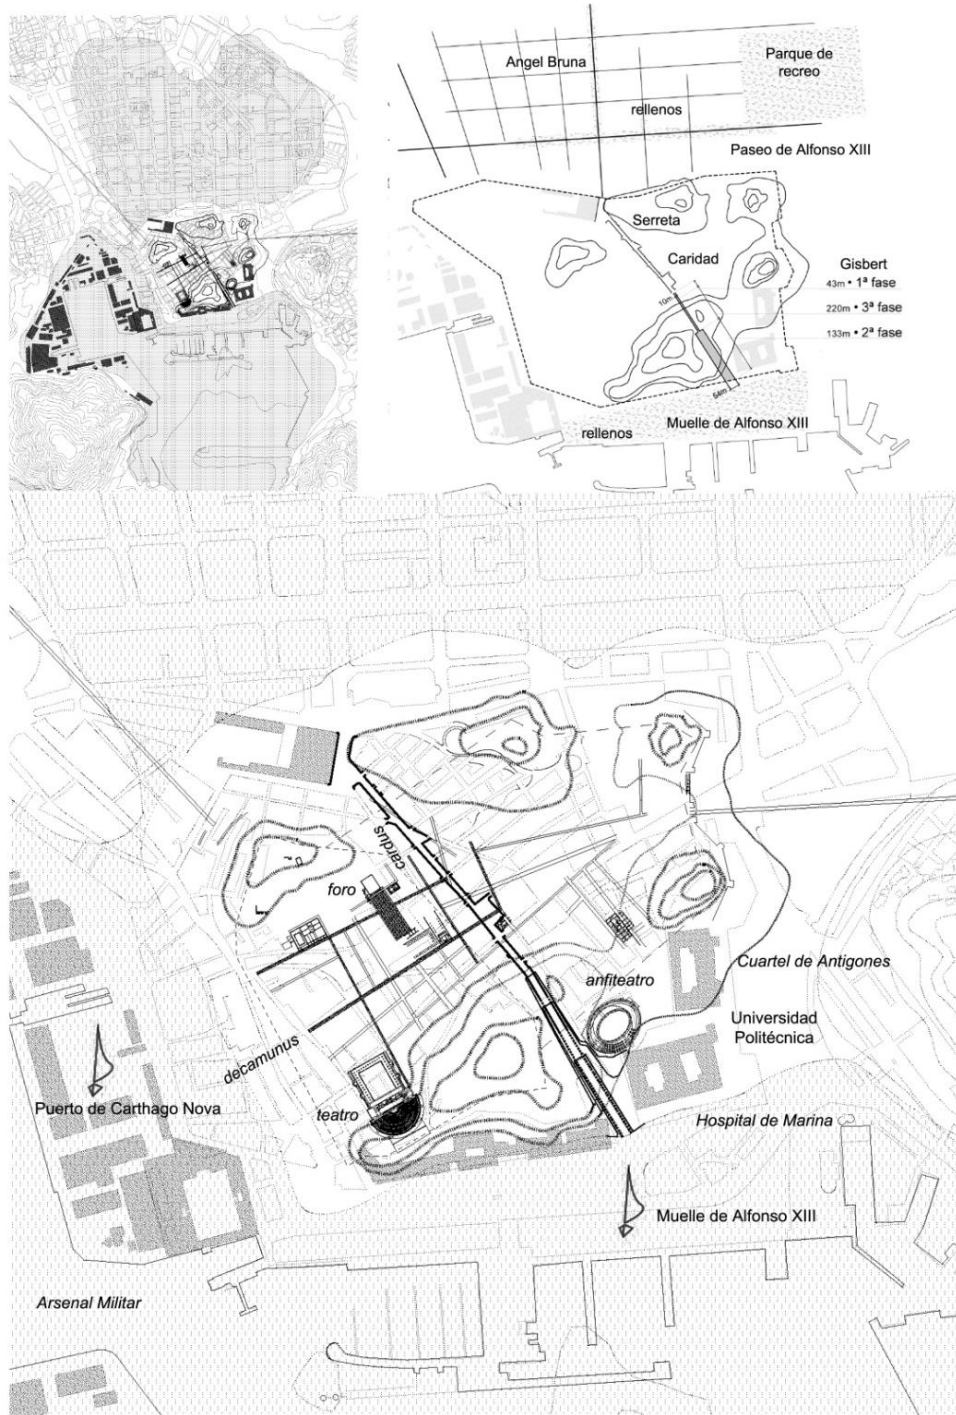 Angel Bruna
Parque de
recreo
rellenos
Paseo de Alfonso XIII
Serreta
Caridad
Gisbert
43m • 1ª fase
10m
220m • 3ª fase
133m • 2ª fase
54m
Muelle de Alfonso XIII
rellenos
cardus
foro
Cuartel de Antigones
anfiteatro
Universidad
Politécnica
decamunus
Puerto de Carthago Nova
teatro
Hospital de Marina
Muelle de Alfonso XIII
Arsenal Militar